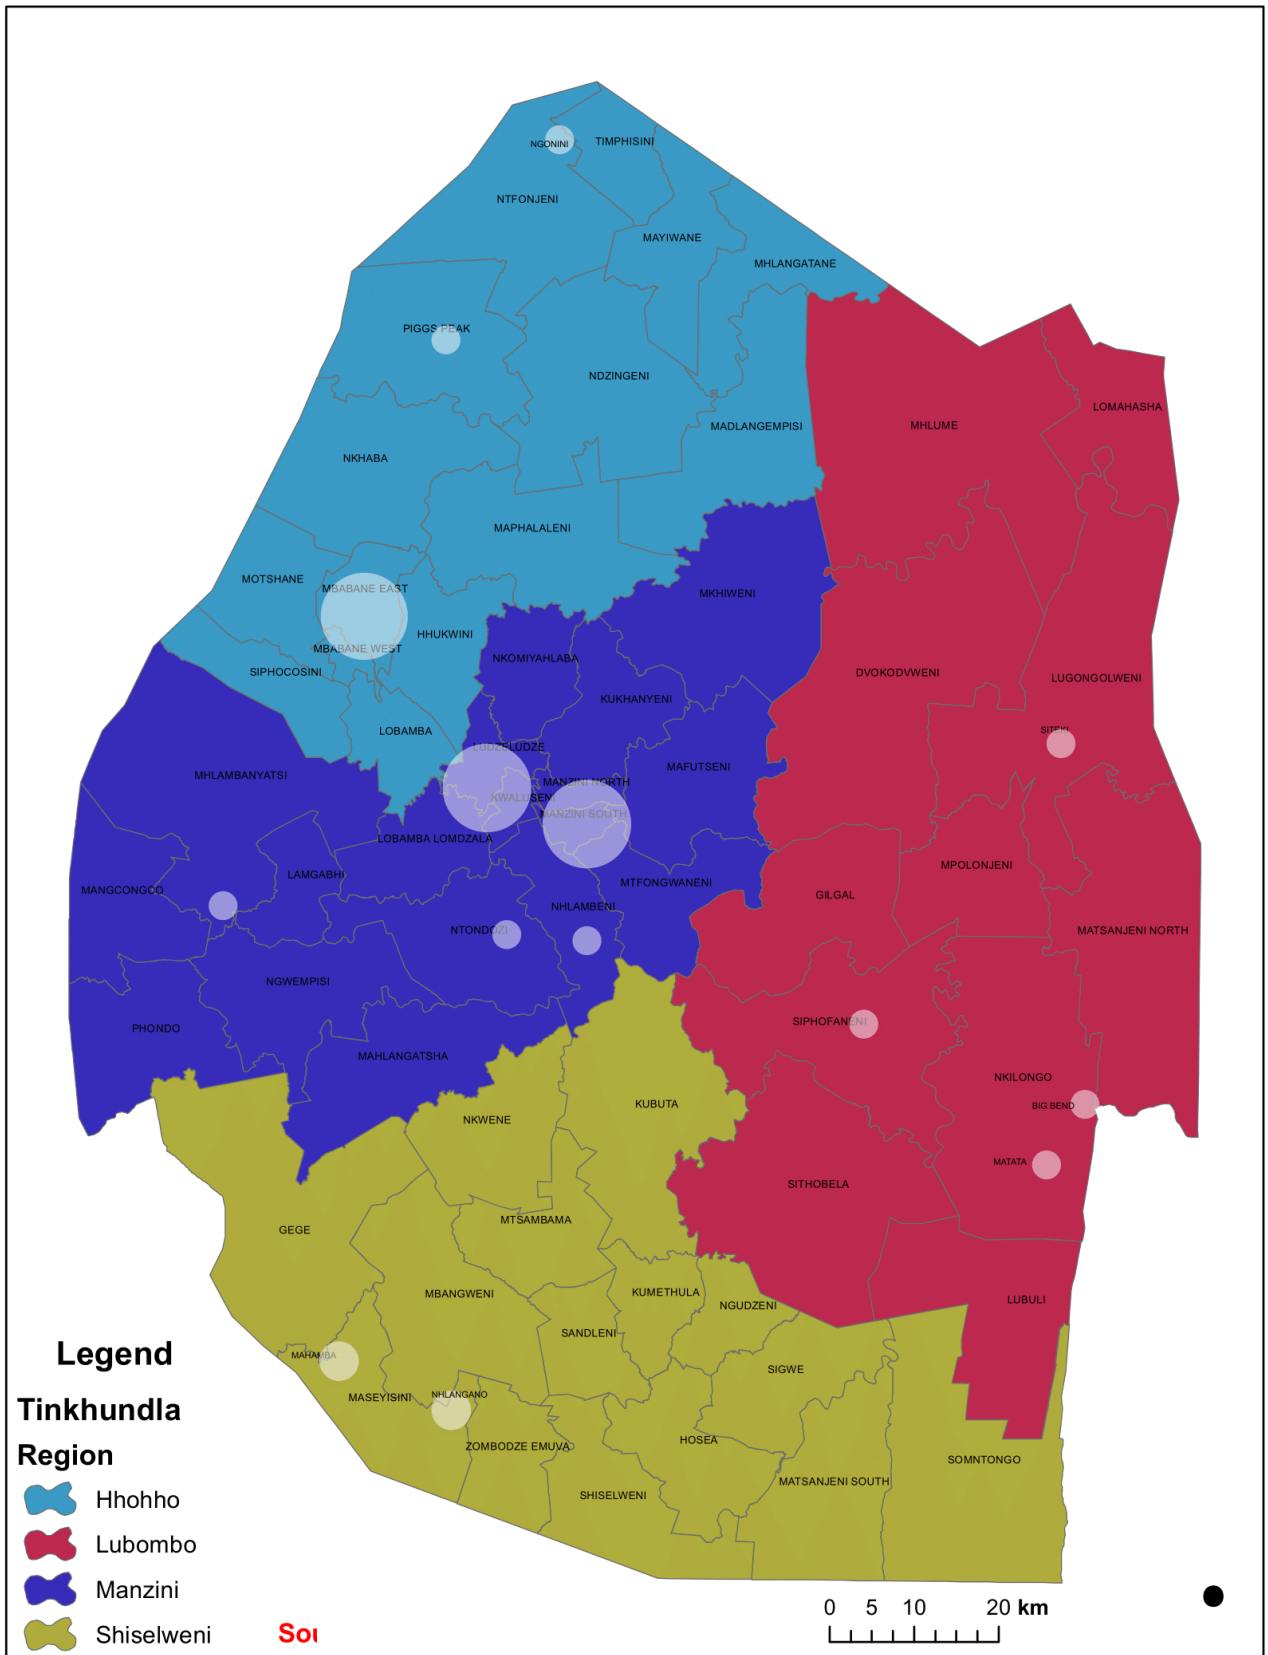 NGONINI
TIMPHISINI
NTFONJENI
MAYIWANE
MHLANGATANE
PIGGS PEAK
NDZINGENI
LOMAHASHA
MADLANGEMPISI
MHLUME
NKHABA
MAPHALALENI
MOTSHANE
MBABANE EAST
MKHIWENI
HHUKWINI
MBABANE WEST
NKOMIYAHLABA
SIPHOCOSINI
DVOKODVWENI
LUGONGOLWENI
KUKHANYENI
LOBAMBA
SITEKI
LUDZELUDZE
MAFUTSENI
MHLAMBANYATSI
MANZINI NORTH
KWALUSENI
MANZINI SOUTH
LOBAMBA LOMDZALA
MPOLONJENI
LAMGABHI
MTFONGWANENI
MANGCONGCO
GILGAL
NHLAMBENI
NTONDOZI
MATSANJENI NORTH
NGWEMPISI
SIPHOFANENI
PHONDO
MAHLANGATSHA
NKILONGO
KUBUTA
BIG BEND
NKWENE
MATATA
SITHOBELA
MTSAMBAMA
GEGE
MBANGWENI
KUMETHULA
LUBULI
NGUDZENI
SANDLENI
MAHAMBA
SIGWE
MASEYISINI
NHLANGANO
HOSEA
ZOMBODZE EMUVA
SOMNTONGO
MATSANJENI SOUTH
SHISELWENI
Legend
Tinkhundla
Region
Hhohho
Lubombo
Manzini
Shiselweni
Sou
0 5 10 20 km